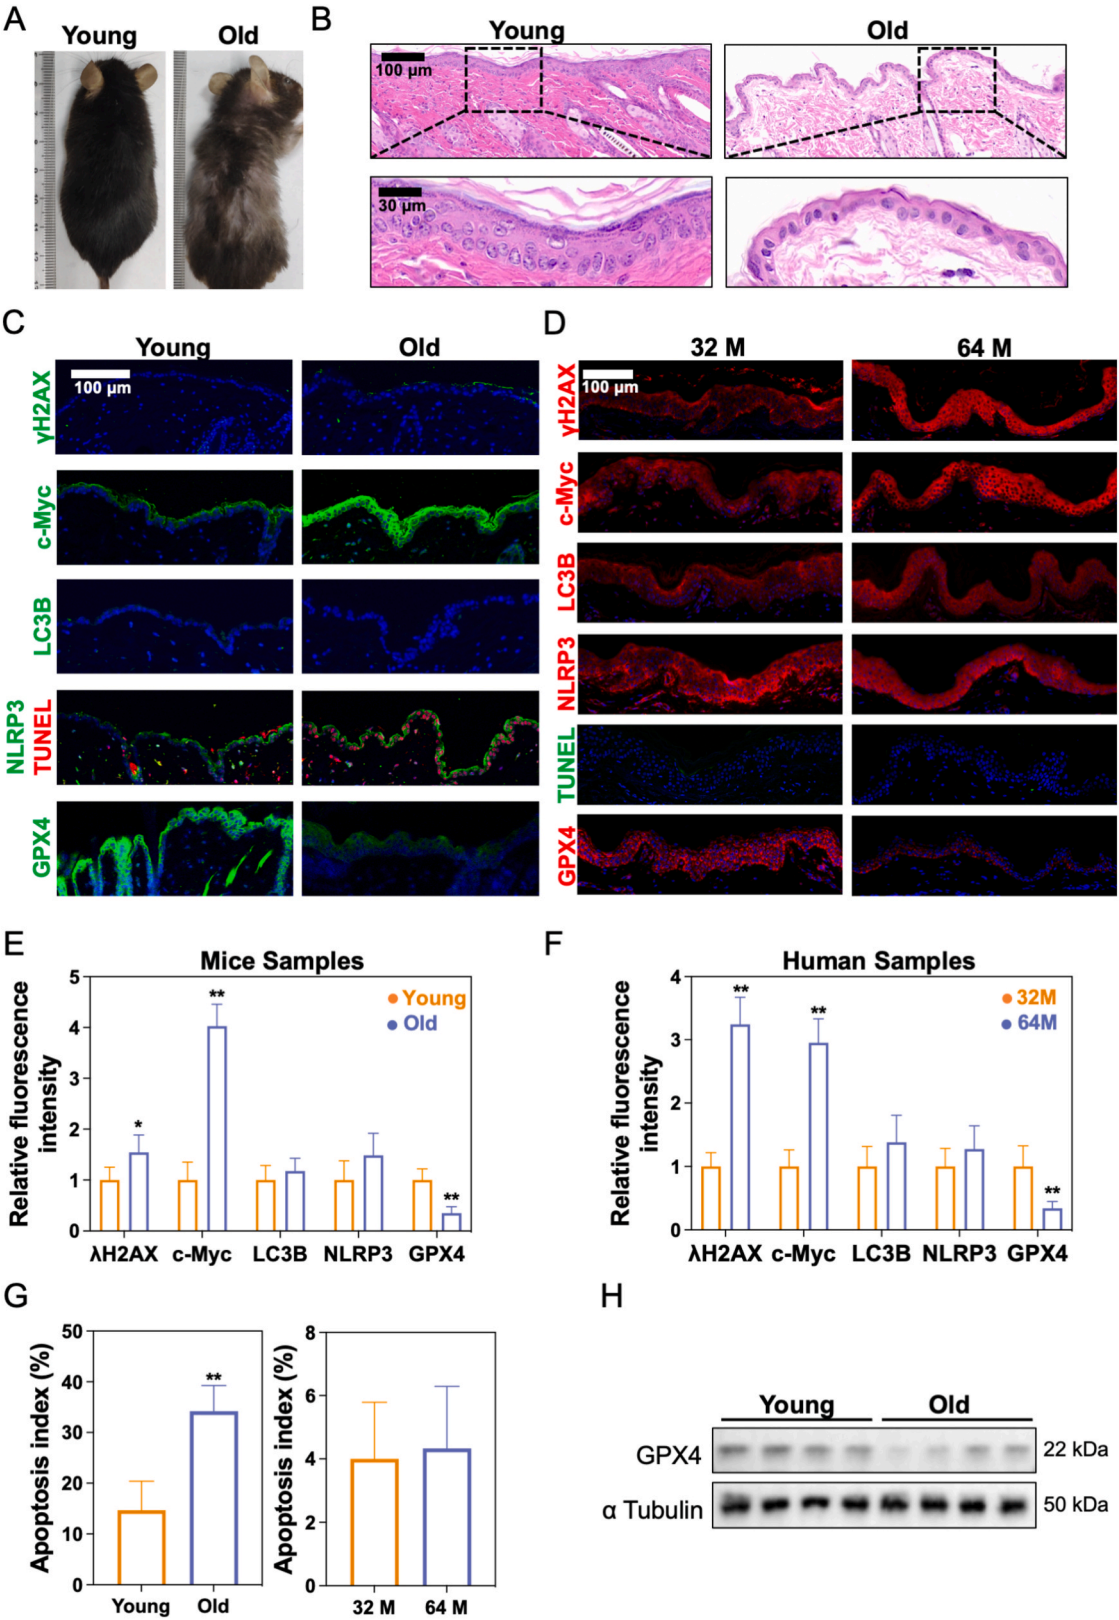 A
Young Old
B
Young Old
100 μm
30 μm
C
Young Old
γH2AX
100 μm
c-Myc
LC3B
NLRP3
TUNEL
GPX4
D
32 M 64 M
γH2AX
100 μm
c-Myc
LC3B
NLRP3
TUNEL
GPX4
E
Mice Samples
Relative fluorescence
intensity
5
4
3
2
1
0
Young
Old
*
**
**
λH2AX c-Myc LC3B NLRP3 GPX4
F
Human Samples
Relative fluorescence
intensity
4
3
2
1
0
32M
64M
**
**
**
λH2AX c-Myc LC3B NLRP3 GPX4
G
Apoptosis index (%)
50
40
30
20
10
0
**
Young Old
Apoptosis index (%)
8
6
4
2
0
32 M 64 M
H
Young Old
GPX4 22 kDa
α Tubulin 50 kDa